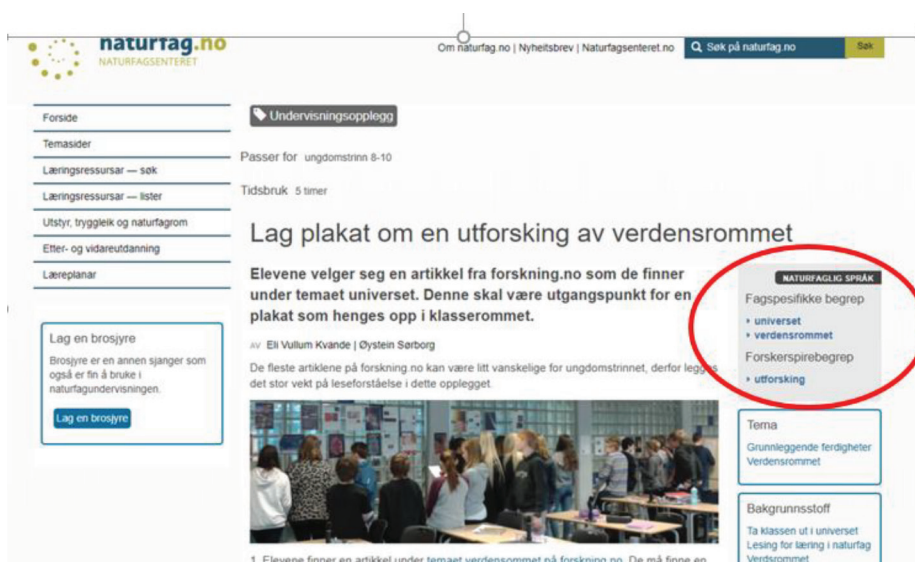 naturfag.no
NATURFAGSENTERET
Om naturfag.no | Nyheitsbrev | Naturfagsenteret.no
Søk på naturfag.no
Søk
Forside
Temasider
Læringsressursar — søk
Læringsressursar — lister
Utstyr, tryggleik og naturfagrom
Etter- og vidareutdanning
Læreplanar
Lag en brosjyre
Brosjyre er en annen sjanger som
også er fin å bruke i
naturfagundervisningen.
Lag en brosjyre
Undervisningsopplegg
Passer for ungdomstrinn 8-10
Tidsbruk 5 timer
Lag plakat om en utforsking av verdensrommet
Elevene velger seg en artikkel fra forskning.no som de finner
under temaet universet. Denne skal være utgangspunkt for en
plakat som henges opp i klasserommet.
AV Eli Vullum Kvande | Øystein Sørborg
De fleste artiklene på forskning.no kan være litt vanskelige for ungdomstrinnet, derfor legges
det stor vekt på leseforståelse i dette opplegget.
1. Elevene finner en artikkel under temaet verdensommet på forskning.no. De må finne en
NATURFAGLIG SPRÅK
Fagspesifikke begrep
universet
verdensrommet
Forskerspirebegrep
utforsking
Tema
Grunnleggende ferdigheter
Verdensrommet
Bakgrunnsstoff
Ta klassen ut i universet
Lesing for læring i naturfag
Verdsrommet